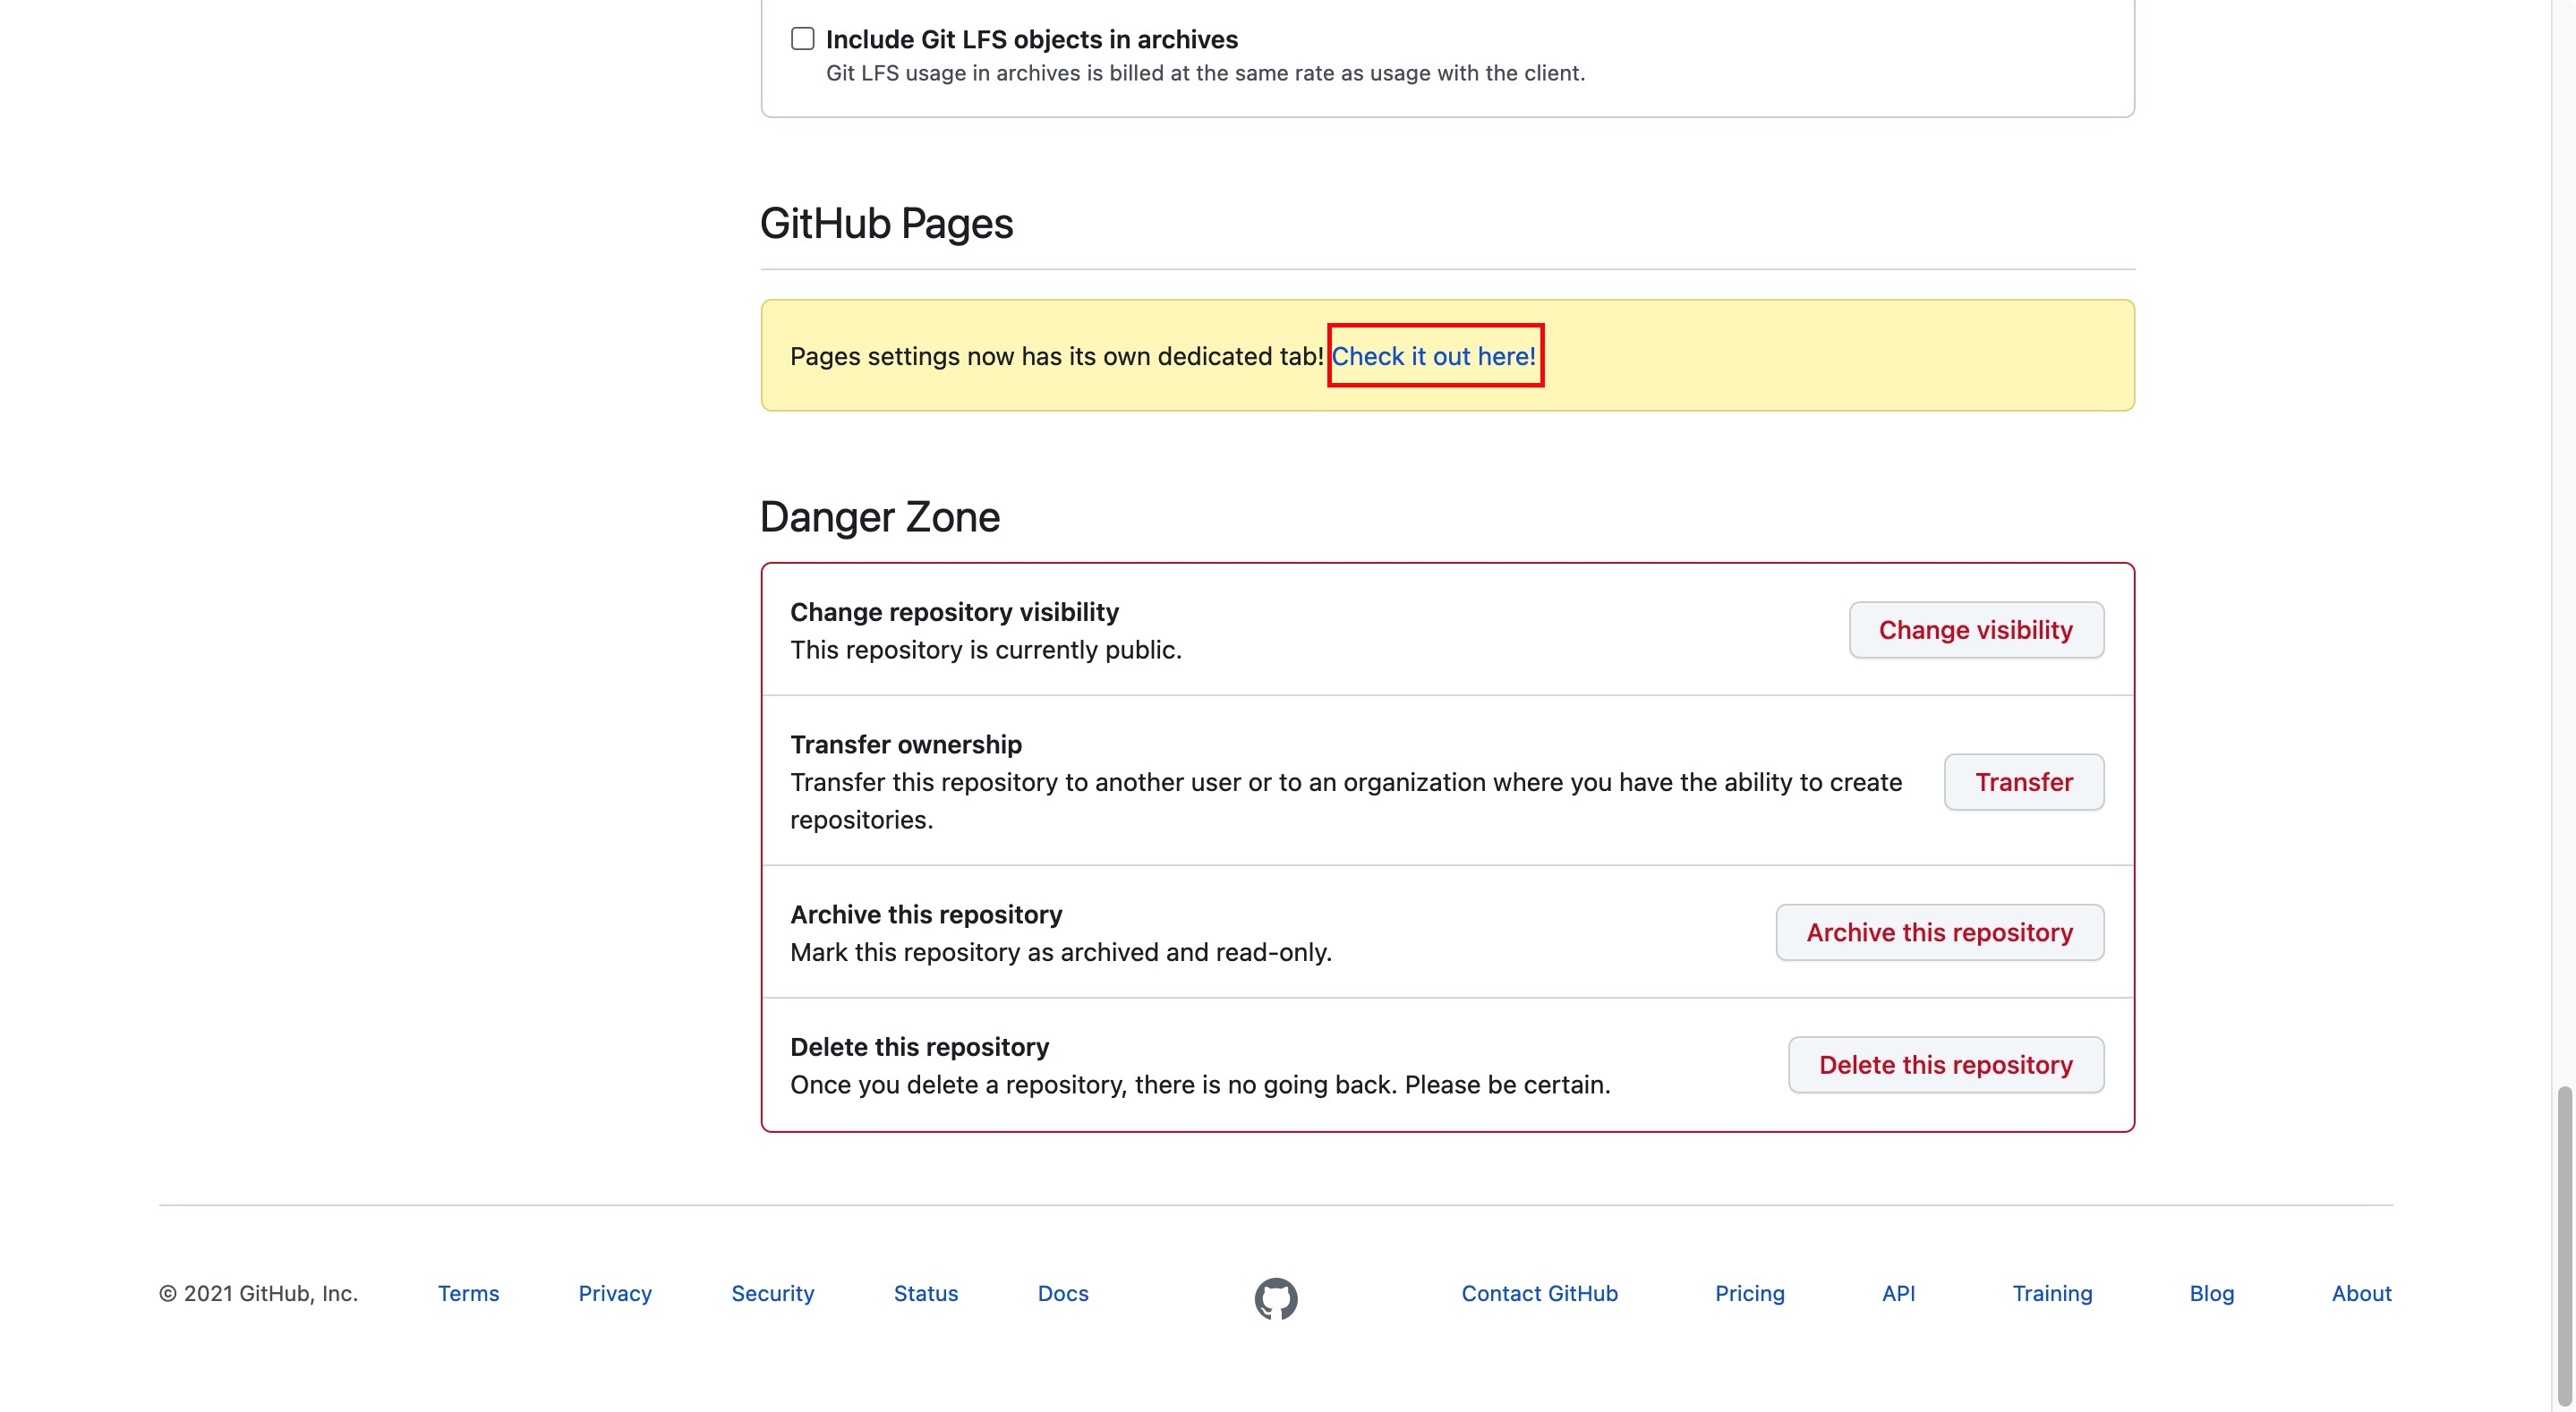 Include Git LFS objects in archives
Git LFS usage in archives is billed at the same rate as usage with the client.
GitHub Pages
Pages settings now has its own dedicated tab! Check it out here!
Danger Zone
Change repository visibility
This repository is currently public.
Change visibility
Transfer ownership
Transfer this repository to another user or to an organization where you have the ability to create
repositories.
Transfer
Archive this repository
Mark this repository as archived and read-only.
Archive this repository
Delete this repository
Once you delete a repository, there is no going back. Please be certain.
Delete this repository
© 2021 GitHub, Inc. Terms Privacy Security Status Docs Contact GitHub Pricing API Training Blog About